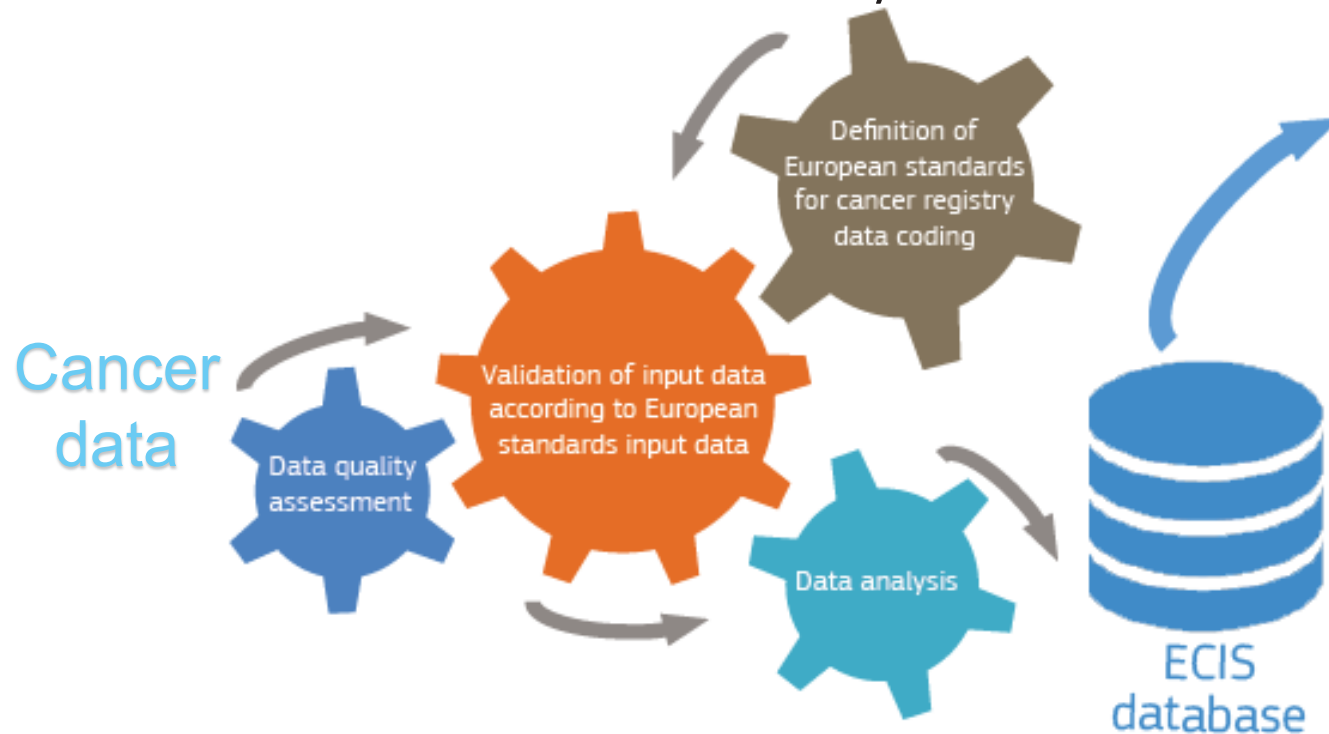 Definition of
European standards
for cancer registry
data coding
Cancer
data
Validation of input data
according to European
standards input data
Data quality
assessment
Data analysis
ECIS
database